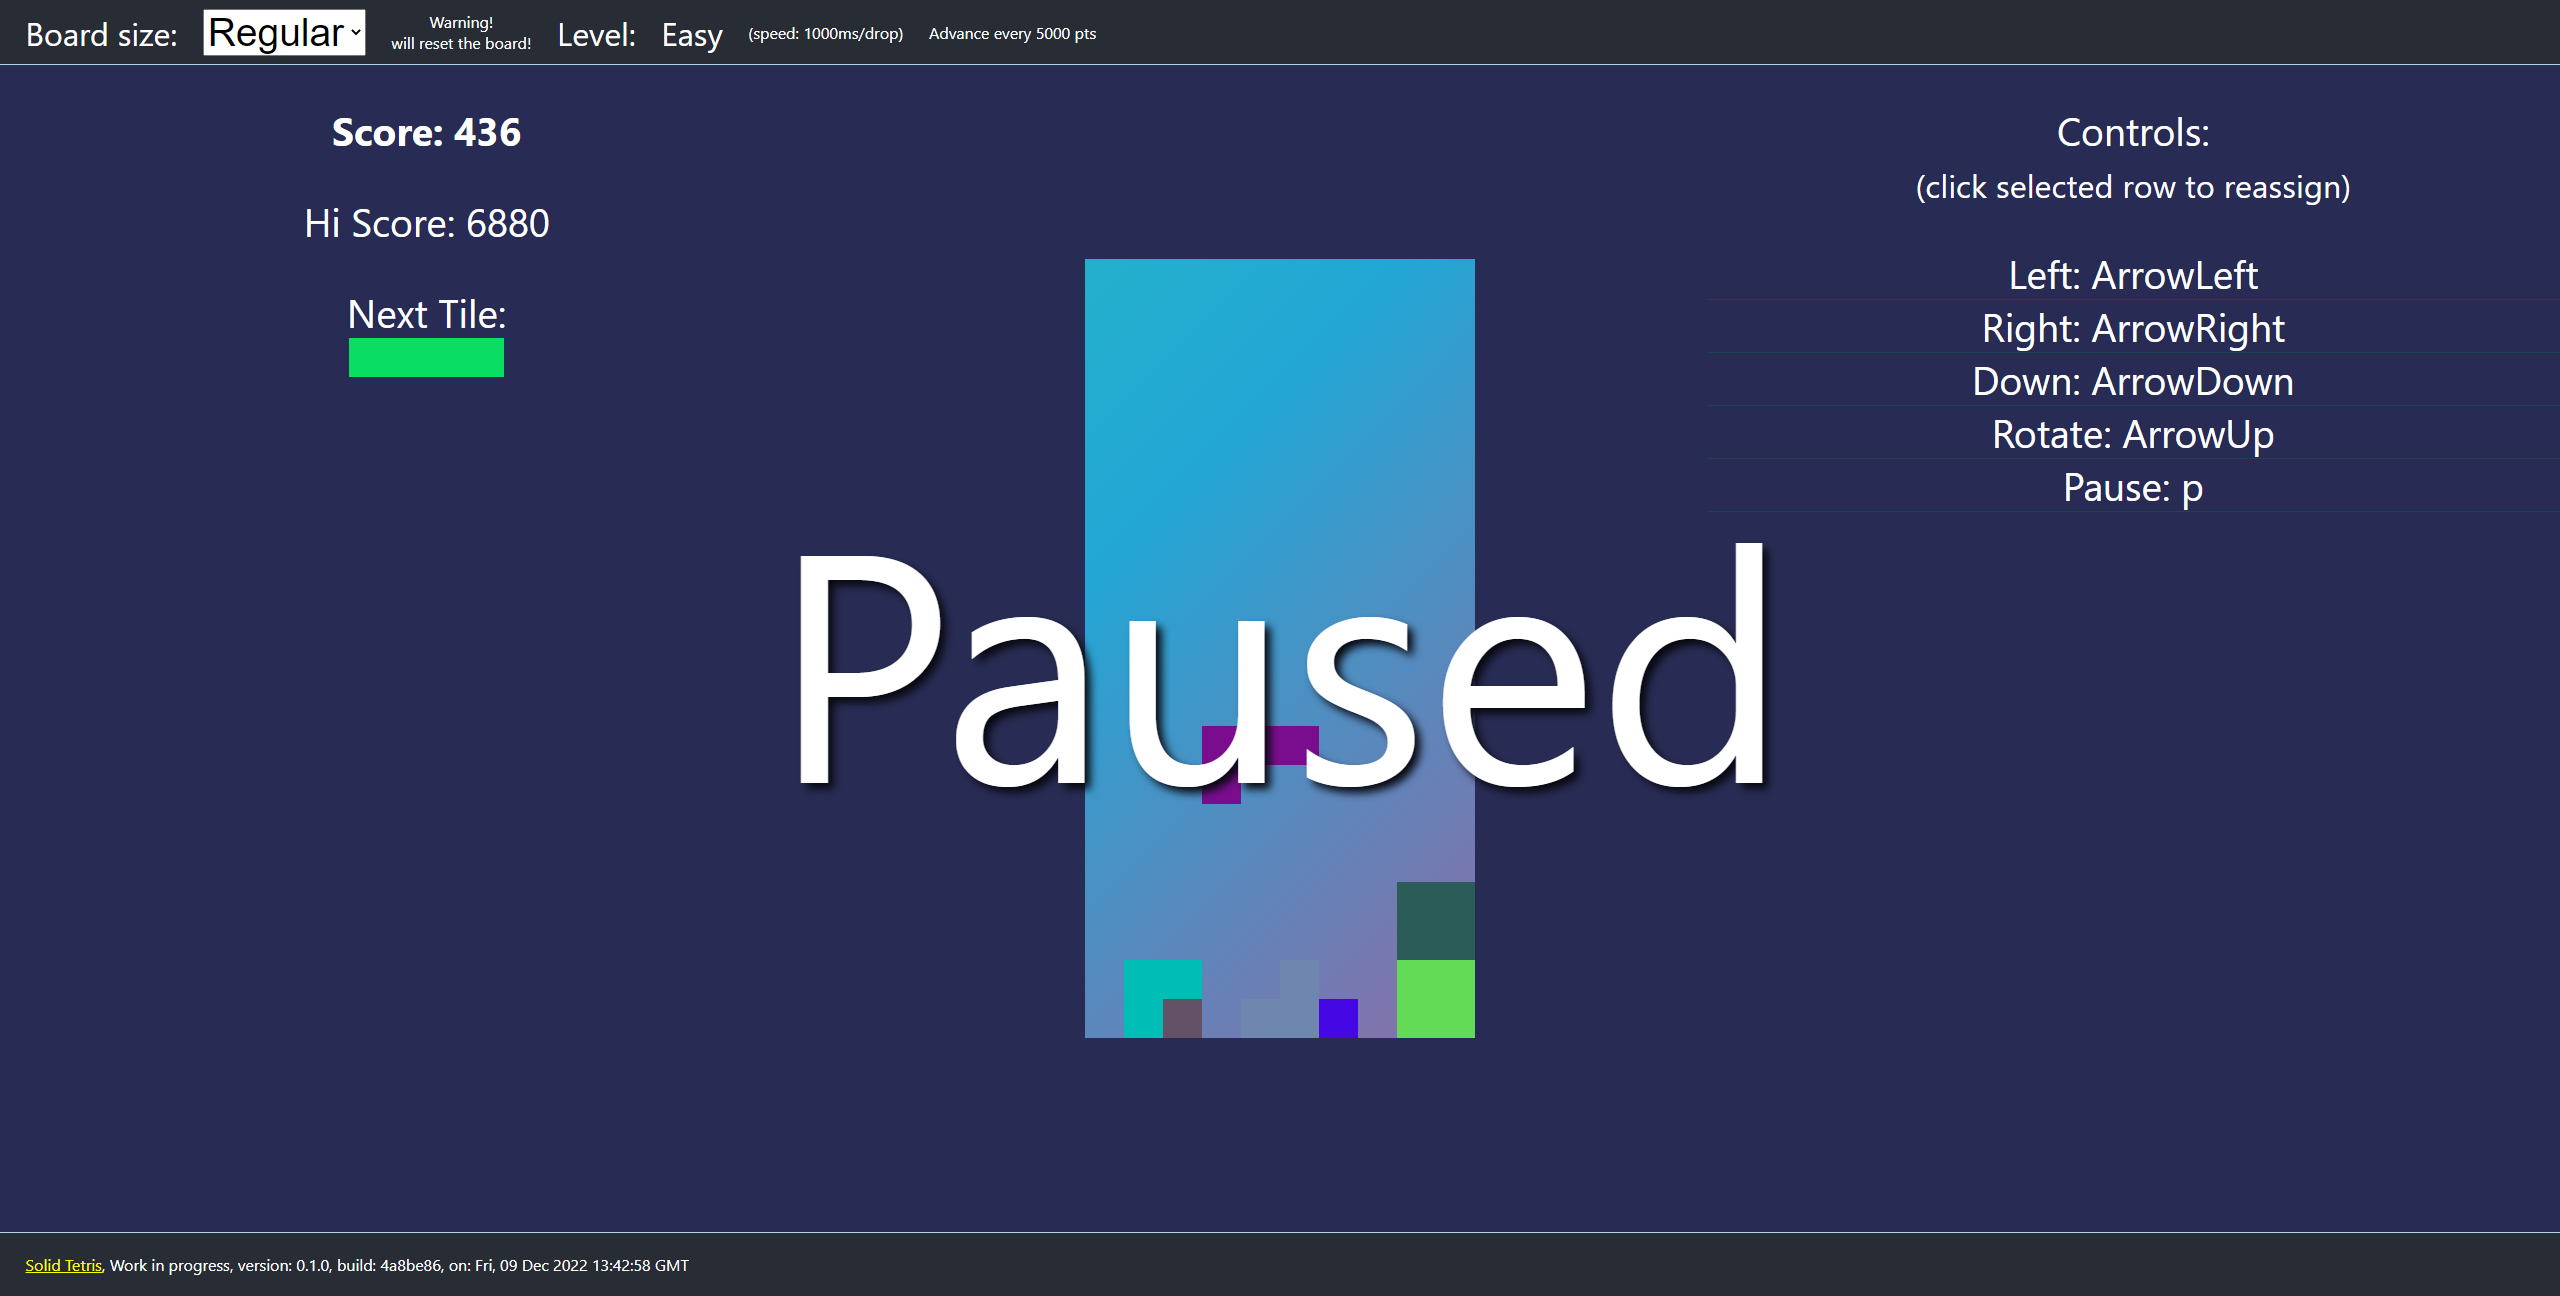 Board size: Regular Warning! Level: Easy (speed: 1000ms/drop) Advance every 5000 pts
will reset the board!
Score: 436
Hi Score: 6880
Next Tile:
Controls:
(click selected row to reassign)
Left: ArrowLeft
Right: ArrowRight
Down: ArrowDown
Rotate: ArrowUp
Pause: p
Paused
Solid Tetris, Work in progress, version: 0.1.0, build: 4a8be86, on: Fri, 09 Dec 2022 13:42:58 GMT